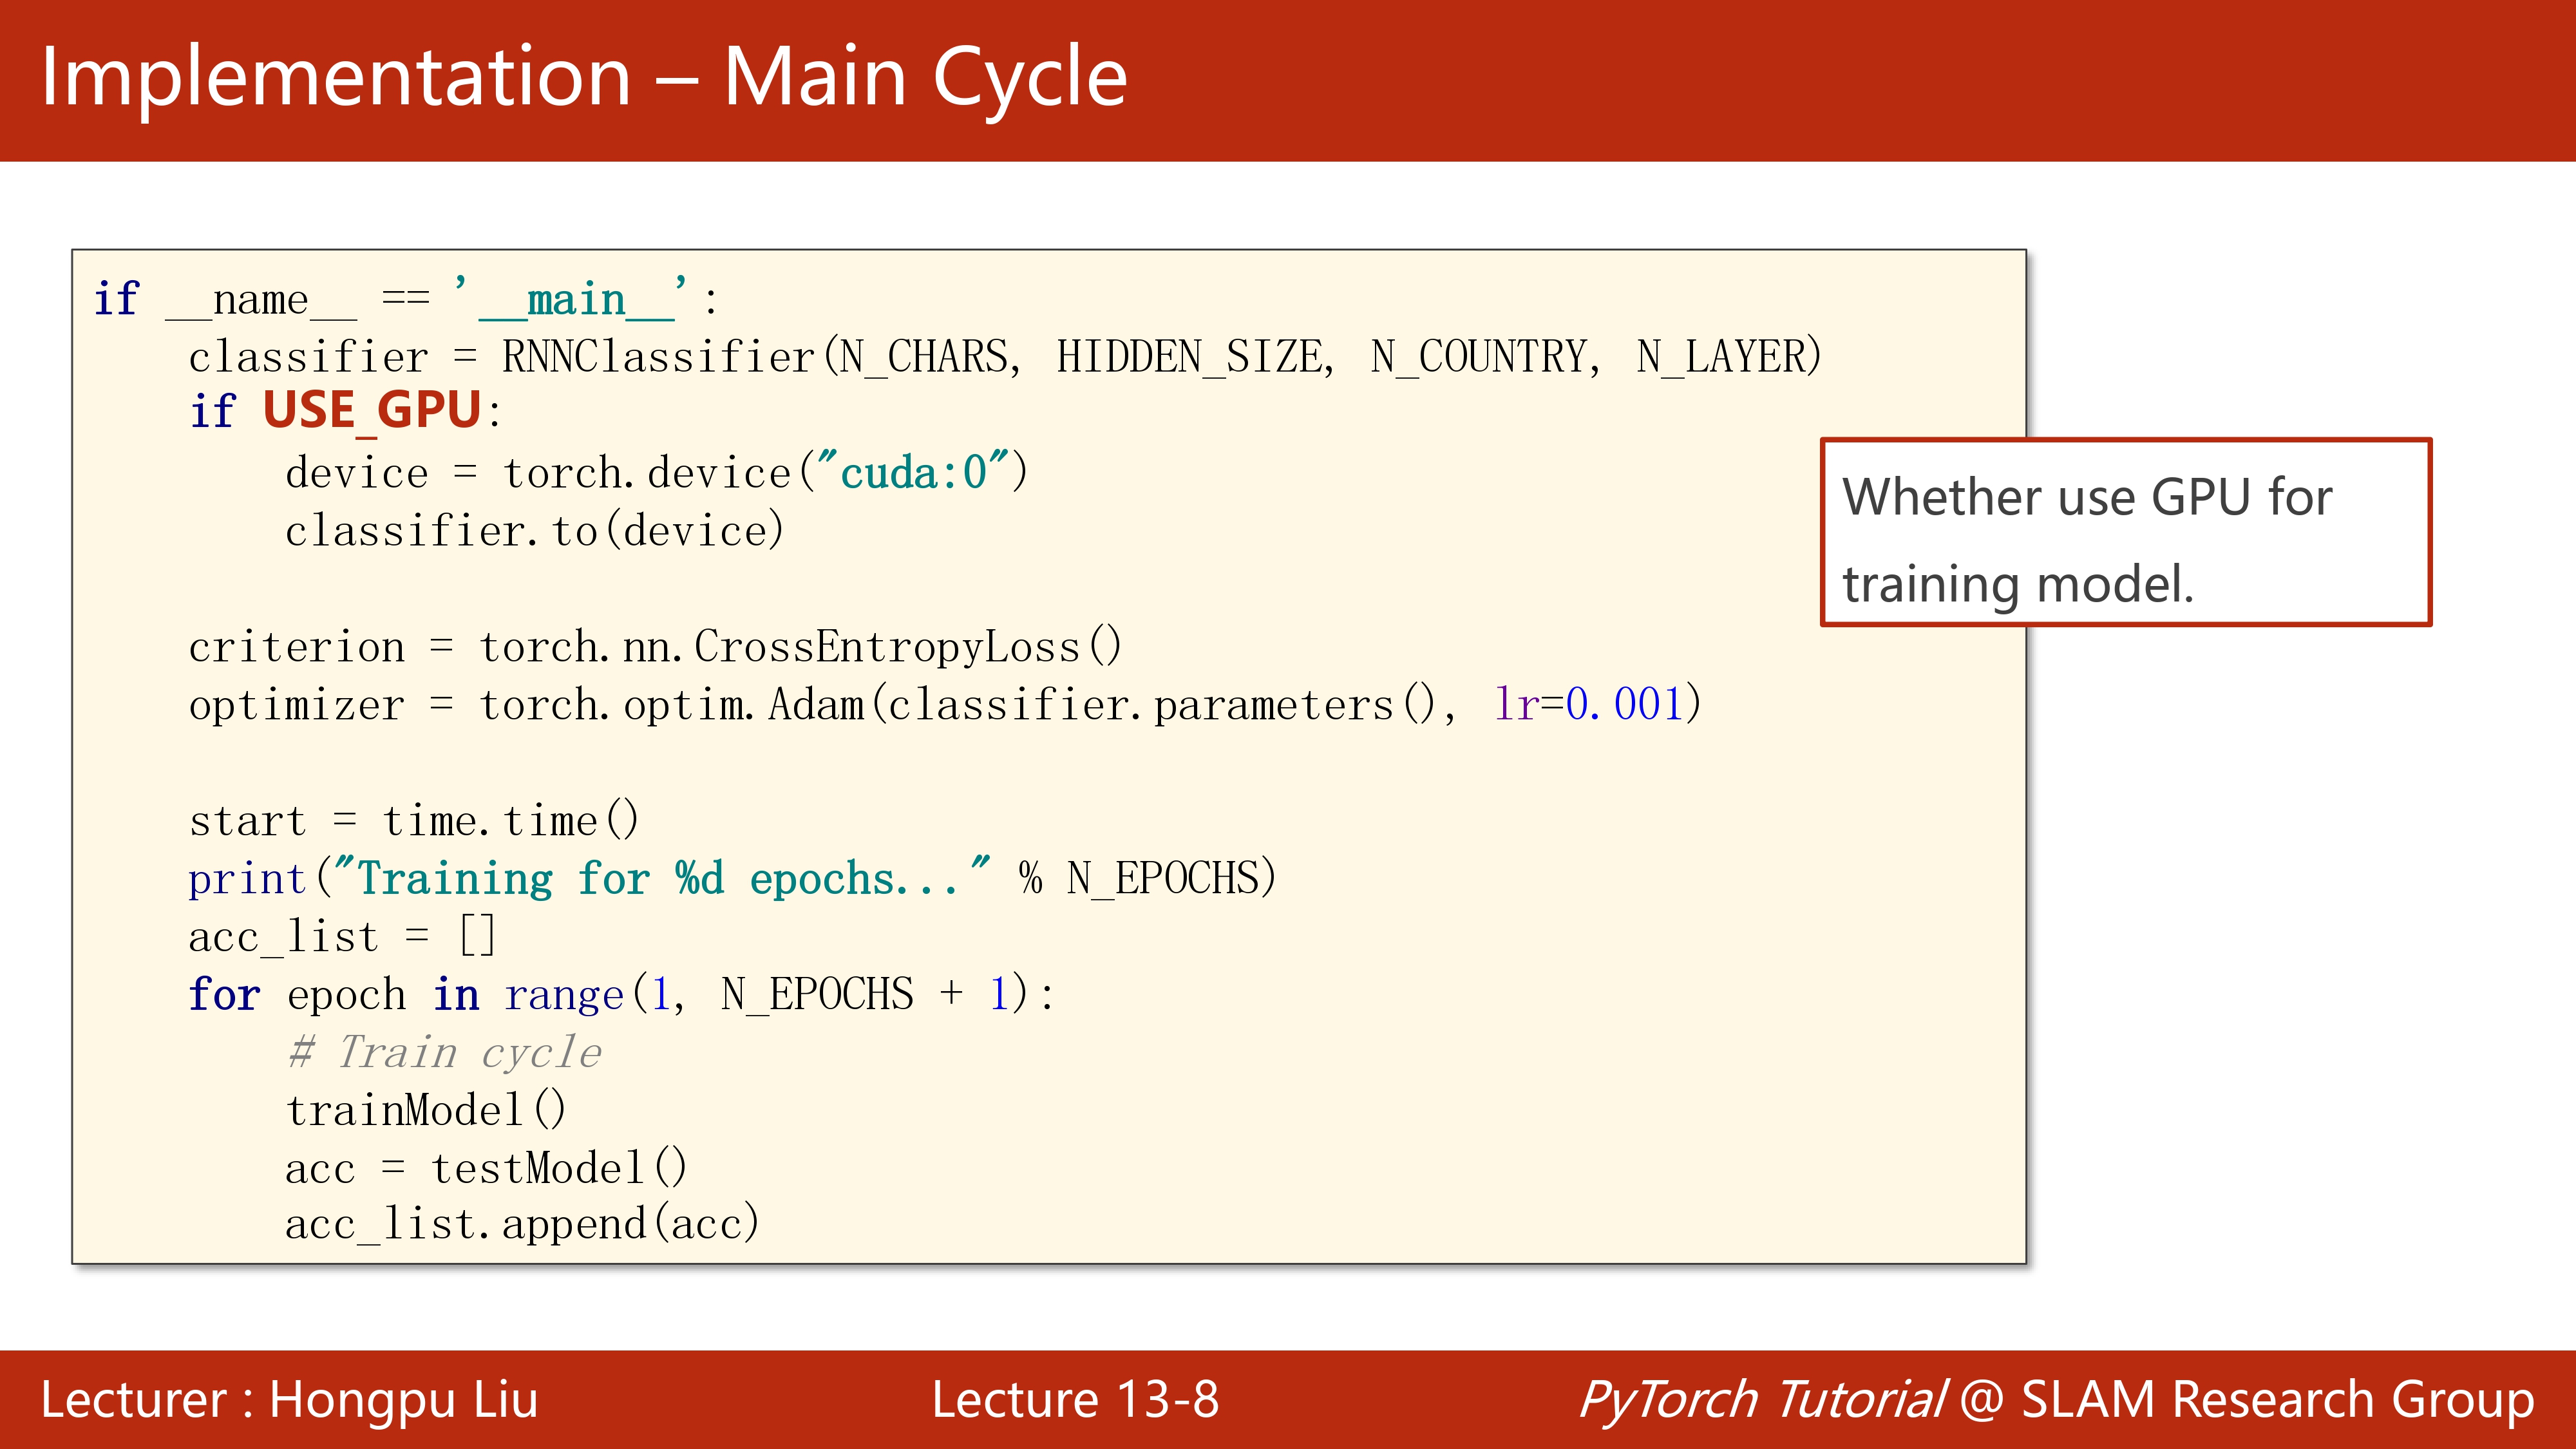 Implementation – Main Cycle
if __name__ == '__main__':
    classifier = RNNClassifier(N_CHARS, HIDDEN_SIZE, N_COUNTRY, N_LAYER)
    if USE_GPU:
        device = torch.device("cuda:0")
        classifier.to(device)
    criterion = torch.nn.CrossEntropyLoss()
    optimizer = torch.optim.Adam(classifier.parameters(), lr=0.001)
    start = time.time()
    print("Training for %d epochs..." % N_EPOCHS)
    acc_list = []
    for epoch in range(1, N_EPOCHS + 1):
        # Train cycle
        trainModel()
        acc = testModel()
        acc_list.append(acc)
Whether use GPU for
training model.
Lecturer : Hongpu Liu
Lecture 13-8
PyTorch Tutorial @ SLAM Research Group